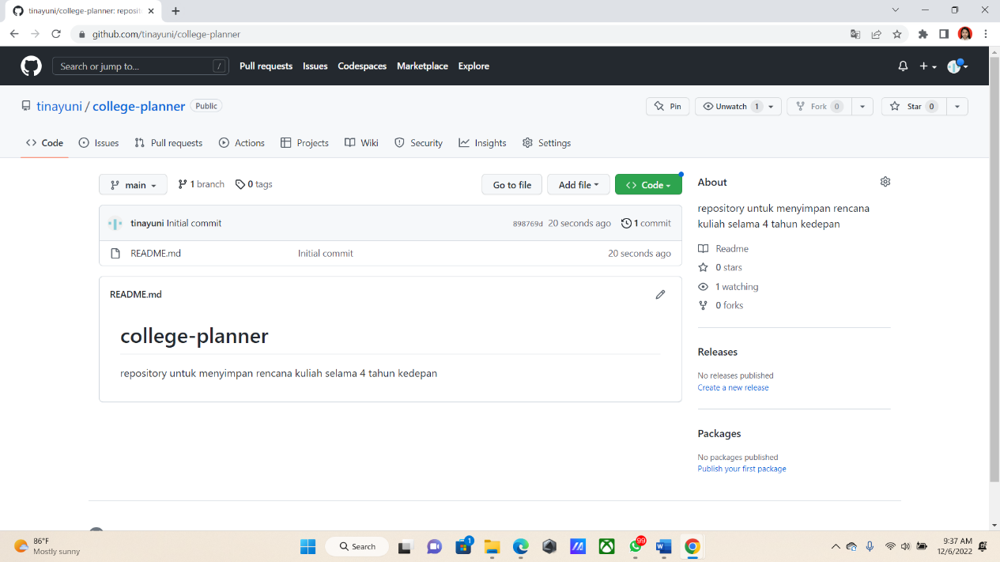 tinayuni/college-planner: reposit
github.com/tinayuni/college-planner
Search or jump to... / Pull requests Issues Codespaces Marketplace Explore
tinayuni / college-planner Public
Pin Unwatch 1 Fork 0 Star 0
Code Issues Pull requests Actions Projects Wiki Security Insights Settings
main 1 branch 0 tags Go to file Add file Code
tinayuni Initial commit 898769d 20 seconds ago 1 commit
README.md Initial commit 20 seconds ago
README.md
college-planner
repository untuk menyimpan rencana kuliah selama 4 tahun kedepan
About
repository untuk menyimpan rencana
kuliah selama 4 tahun kedepan
Readme
0 stars
1 watching
0 forks
Releases
No releases published
Create a new release
Packages
No packages published
Publish your first package
86°F
Mostly sunny
Search
1
99
9:37 AM
12/6/2022